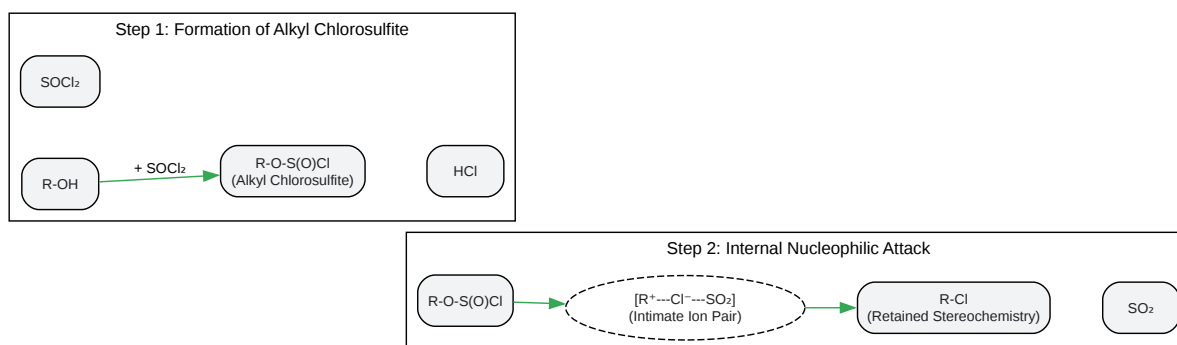 Step 1: Formation of Alkyl Chlorosulfite
SOCl₂
R-OH
+ SOCl₂
R-O-S(O)Cl
(Alkyl Chlorosulfite)
HCl
Step 2: Internal Nucleophilic Attack
R-O-S(O)Cl
[R⁺---Cl⁻---SO₂]
(Intimate Ion Pair)
R-Cl
(Retained Stereochemistry)
SO₂